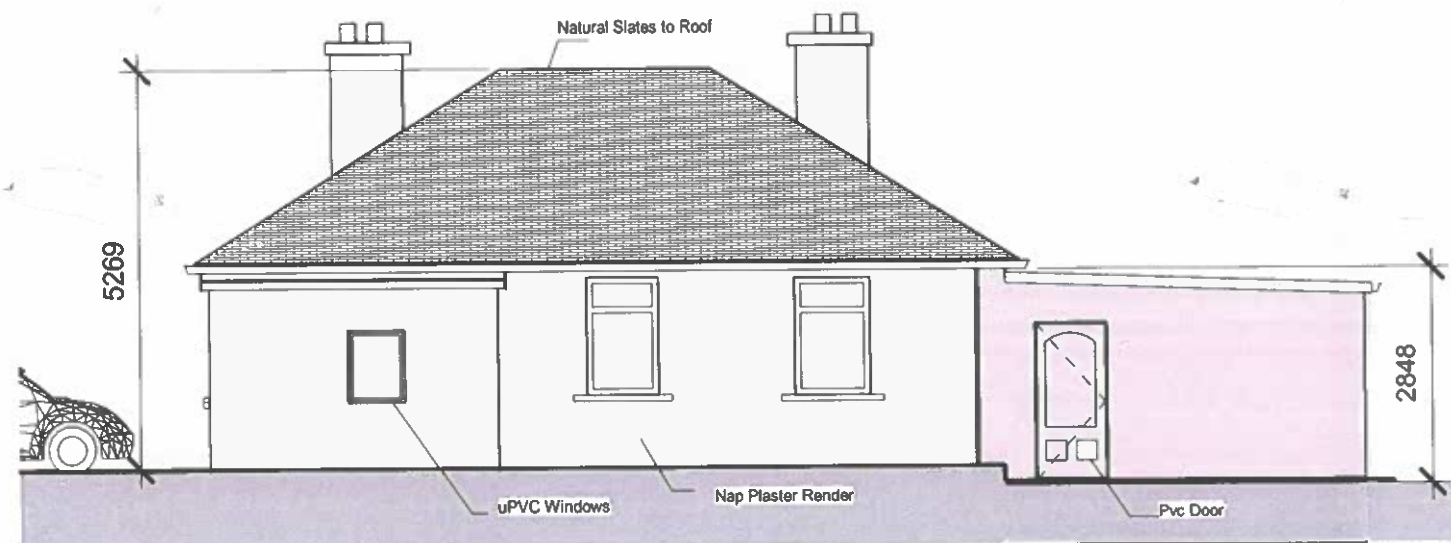 Natural Slates to Roof
5269
2848
uPVC Windows
Nap Plaster Render
Pvc Door